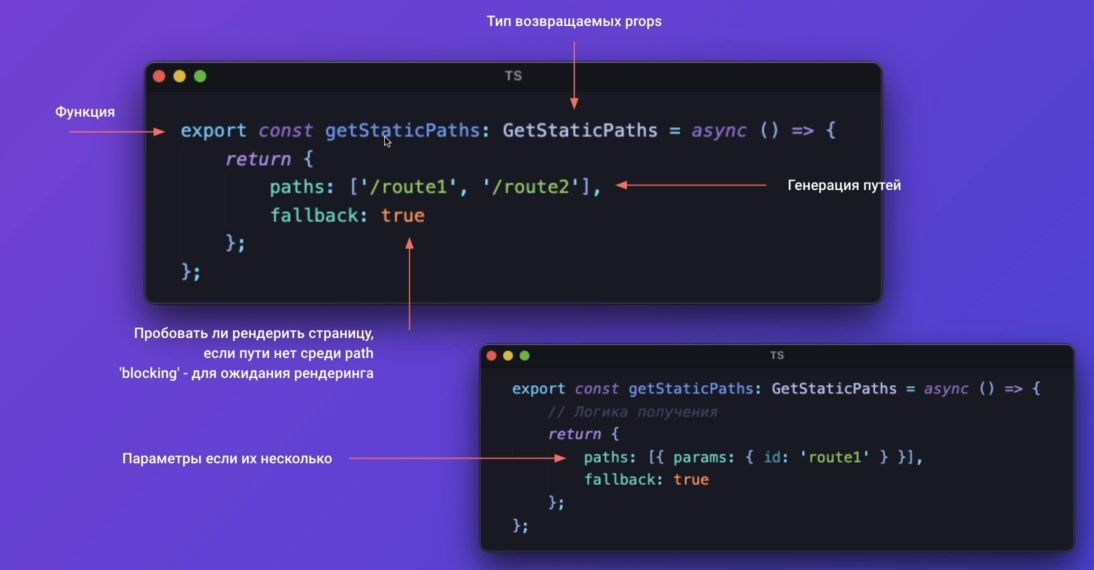 Тип возвращаемых props
TS
Функция
export const getStaticPaths: GetStaticPaths = async () => {
return {
paths: ['/route1', '/route2'],
Генерация путей
fallback: true
};
};
Пробовать ли рендерить страницу,
если пути нет среди path
'blocking' - для ожидания рендеринга
TS
export const getStaticPaths: GetStaticPaths = async () => {
// Логика получения
return {
Параметры если их несколько
paths: [{ params: { id: 'route1' } }],
fallback: true
};
};